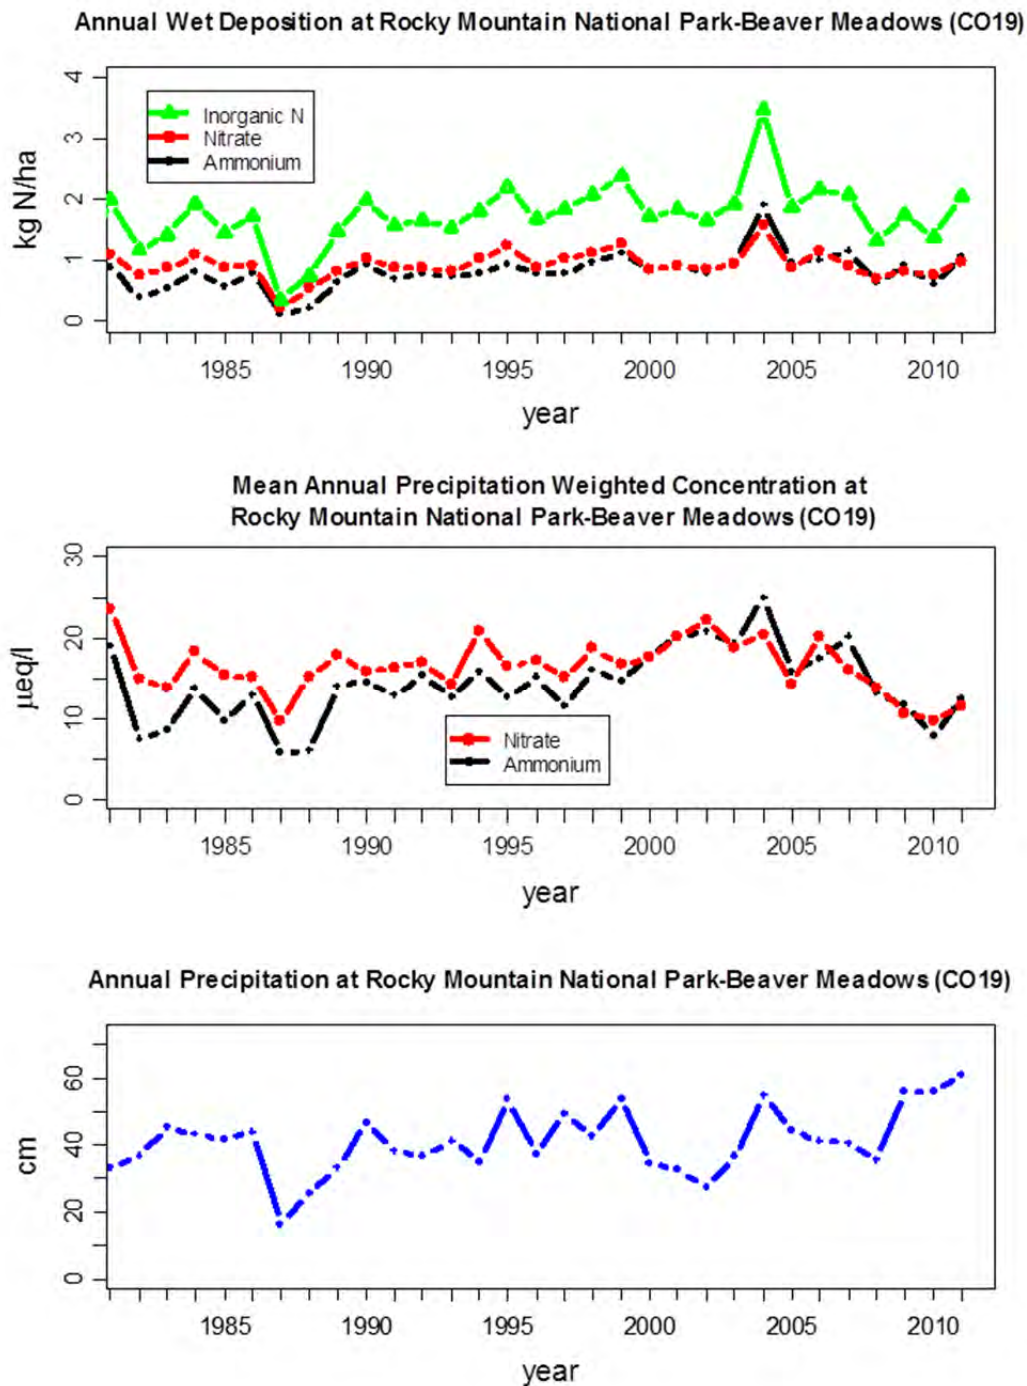 Annual Wet Deposition at Rocky Mountain National Park-Beaver Meadows (CO19)
4
3
2
1
0
kg N/ha
Inorganic N
Nitrate
Ammonium
1985 1990 1995 2000 2005 2010
year
Mean Annual Precipitation Weighted Concentration at
Rocky Mountain National Park-Beaver Meadows (CO19)
30
20
10
0
µeq/l
Nitrate
Ammonium
1985 1990 1995 2000 2005 2010
year
Annual Precipitation at Rocky Mountain National Park-Beaver Meadows (CO19)
60
40
20
0
cm
1985 1990 1995 2000 2005 2010
year